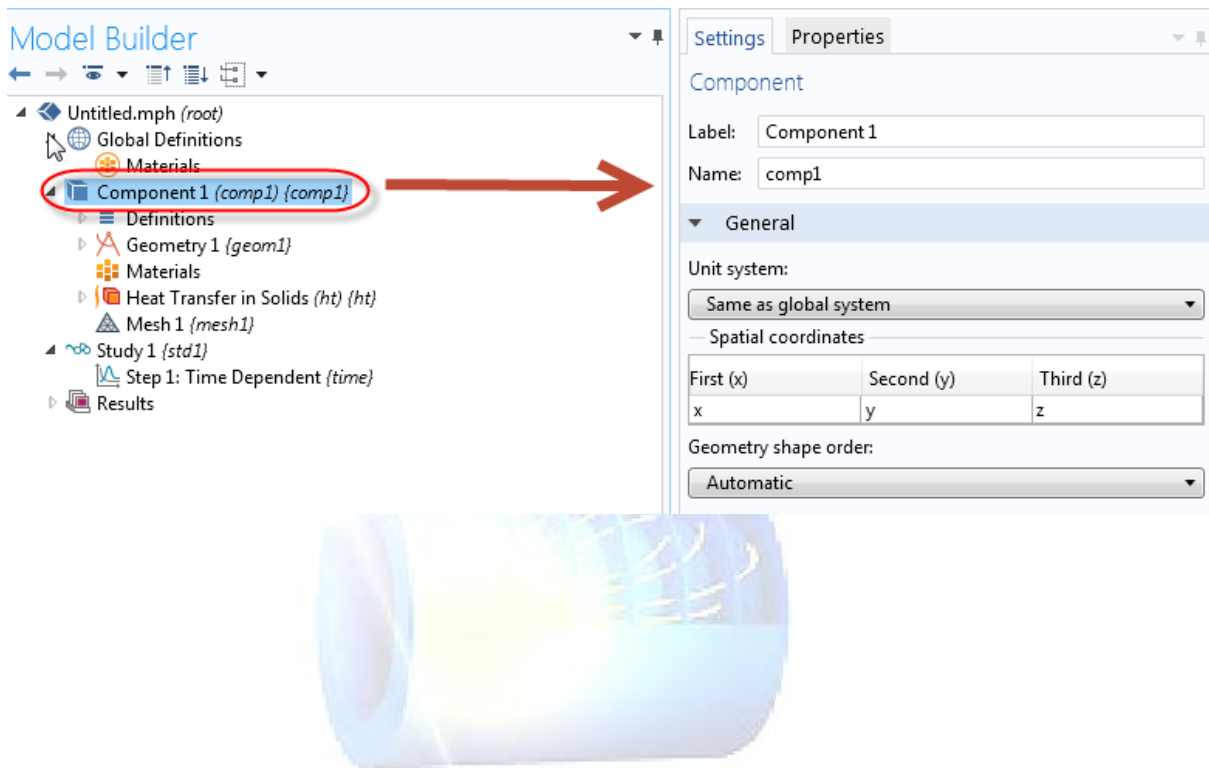 Model Builder
Untitled.mph (root)
Global Definitions
Materials
Component 1 (comp1) {comp1}
Definitions
Geometry 1 {geom1}
Materials
Heat Transfer in Solids (ht) {ht}
Mesh 1 {mesh1}
Study 1 {std1}
Step 1: Time Dependent {time}
Results
Settings Properties
Component
Label: Component 1
Name: comp1
General
Unit system:
Same as global system
Spatial coordinates
First (x) Second (y) Third (z)
x y z
Geometry shape order:
Automatic